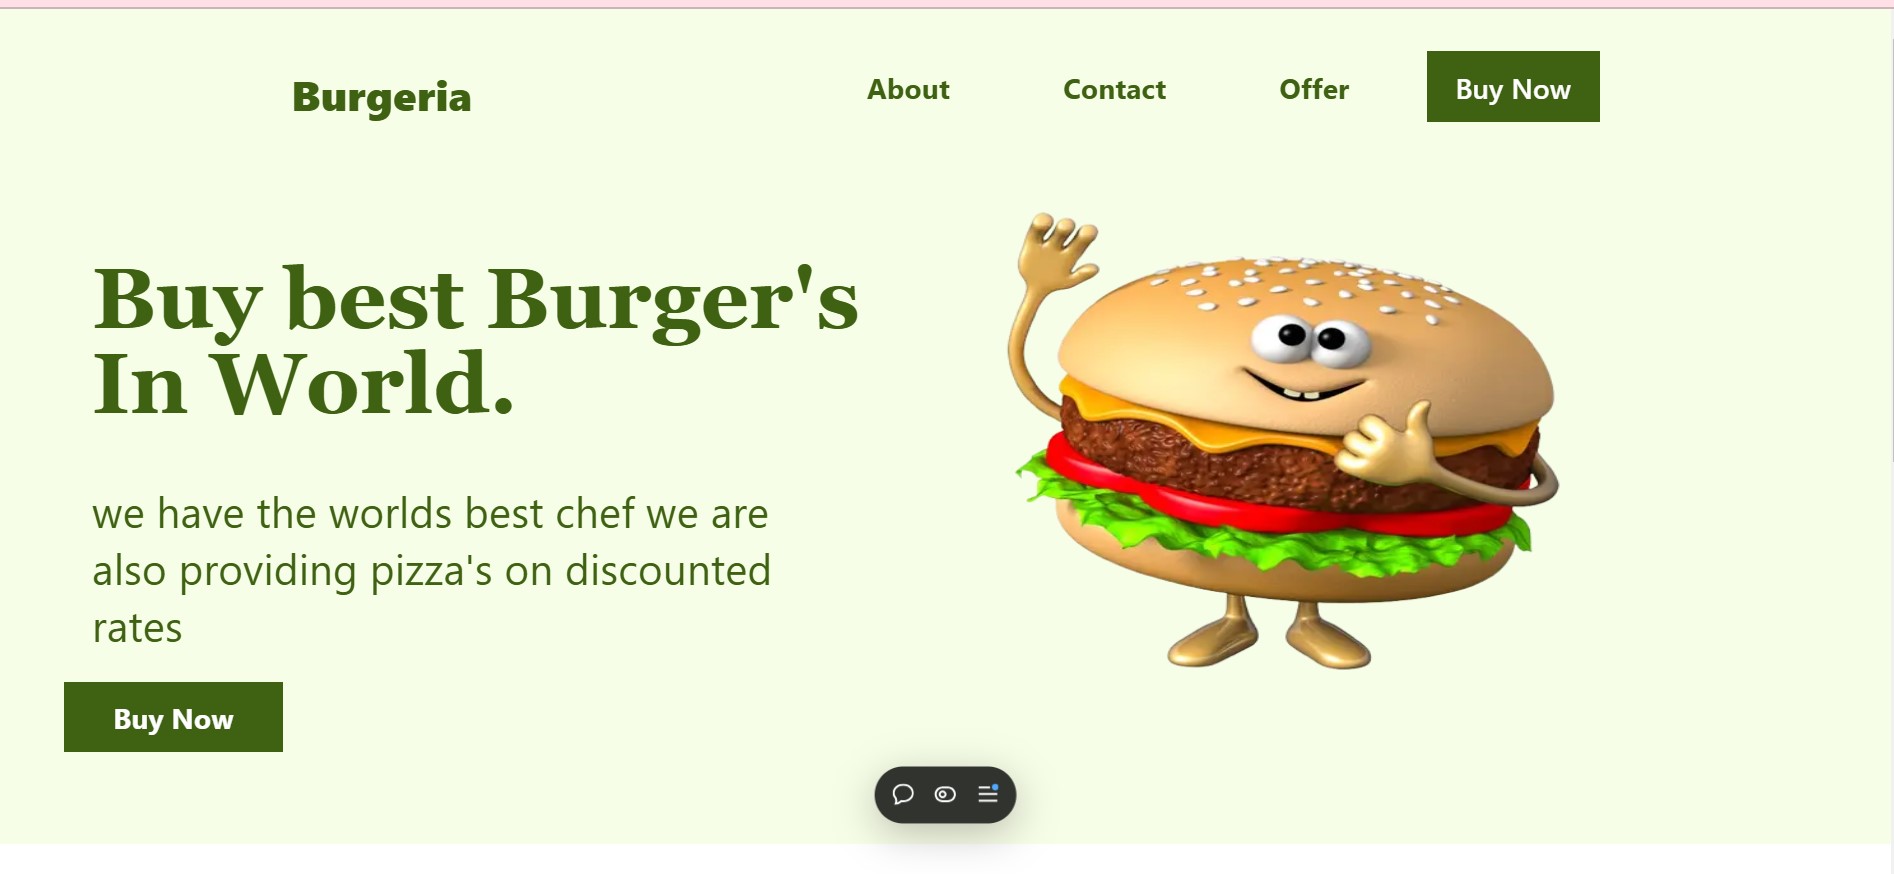 Burgeria
About
Contact
Offer
Buy Now
Buy best Burger's
In World.
we have the worlds best chef we are
also providing pizza's on discounted
rates
Buy Now